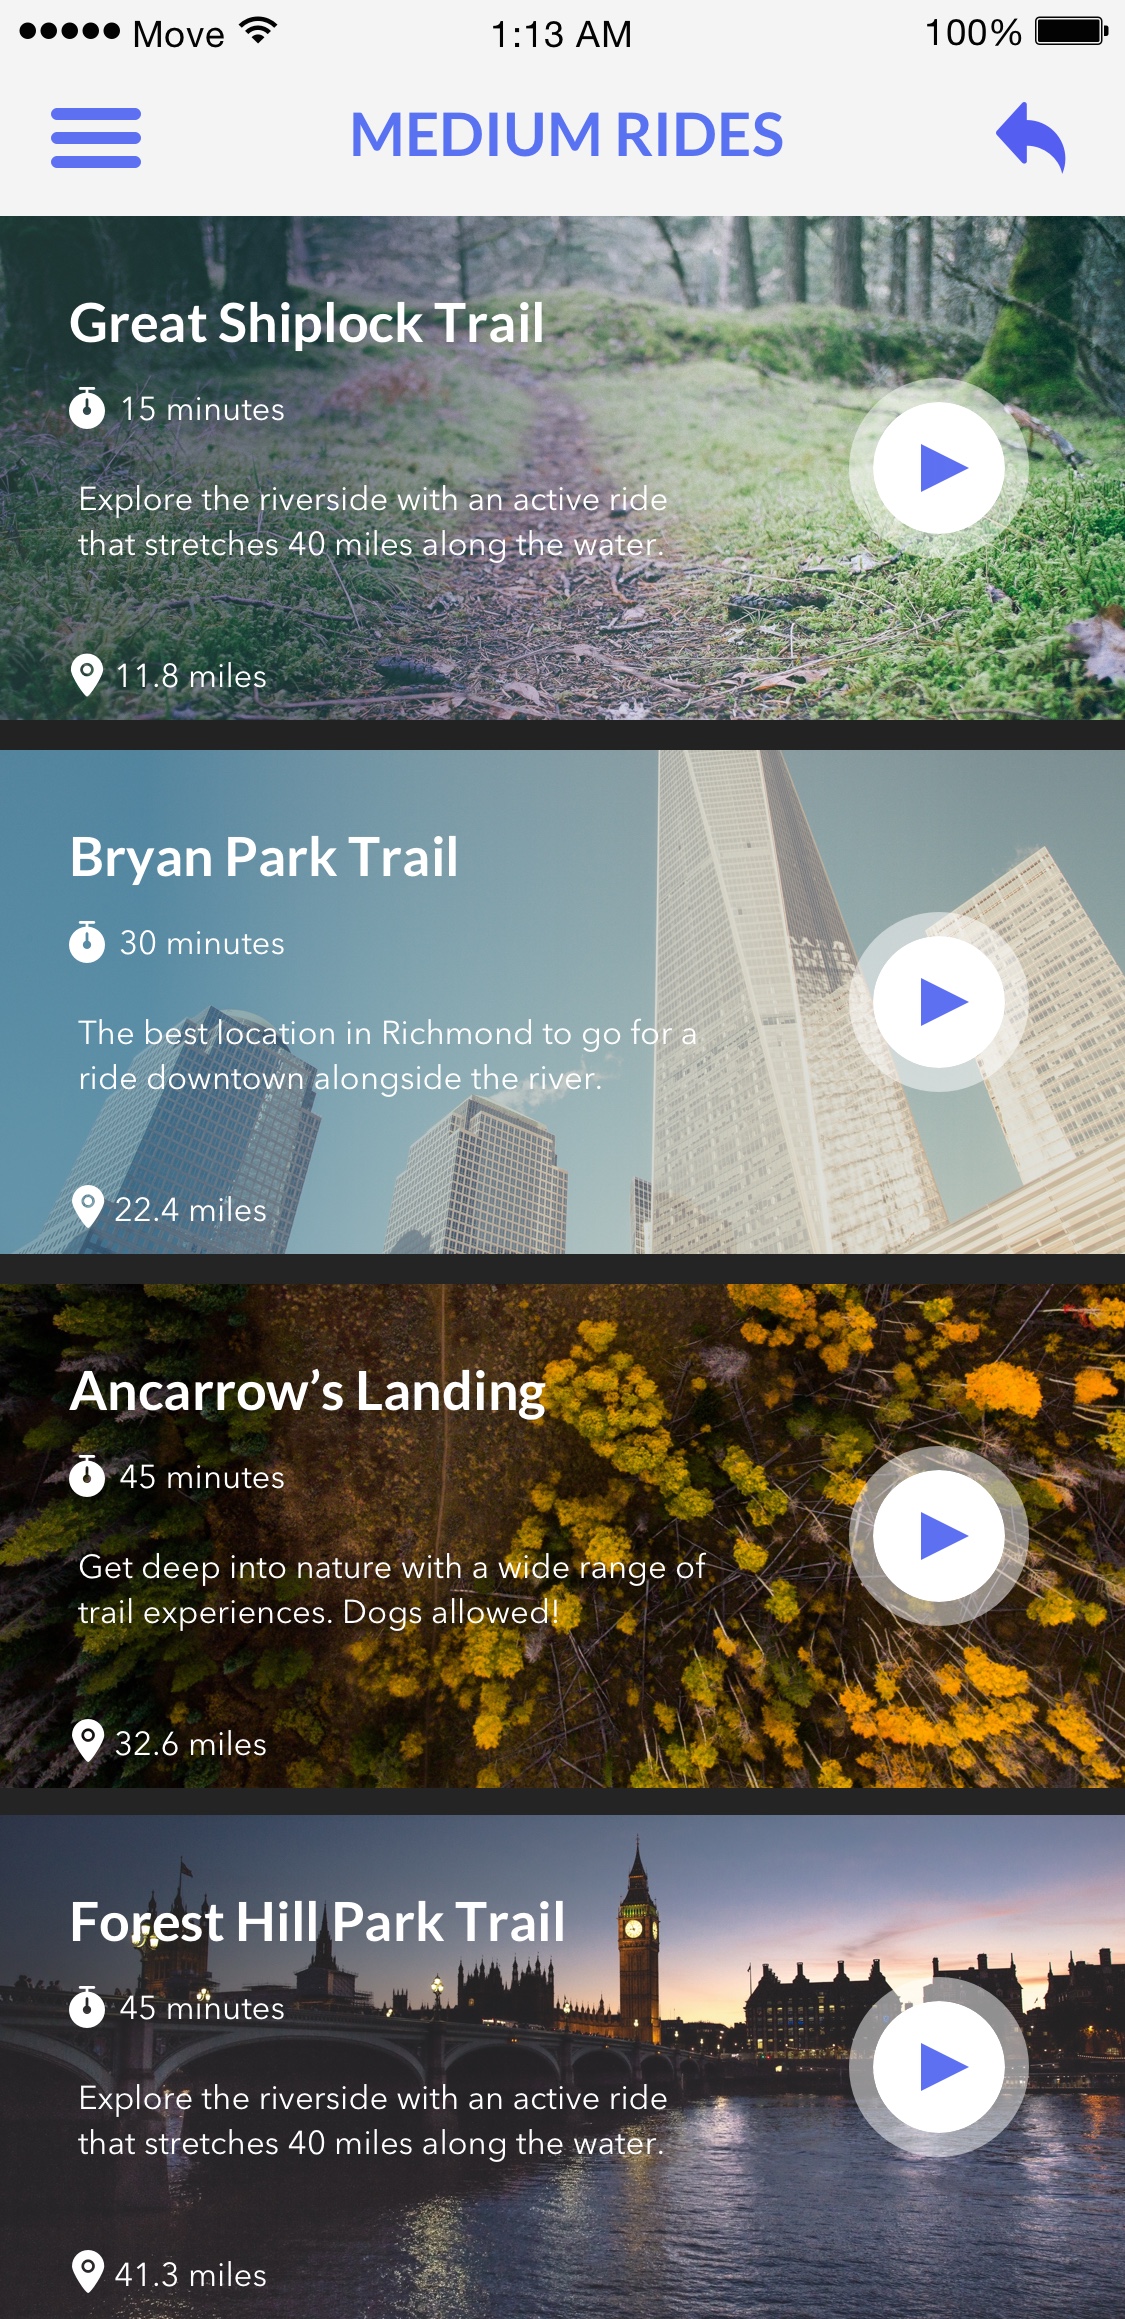 Move 1:13 AM 100%
MEDIUM RIDES
Great Shiplock Trail
15 minutes
Explore the riverside with an active ride
that stretches 40 miles along the water.
11.8 miles
Bryan Park Trail
30 minutes
The best location in Richmond to go for a
ride downtown alongside the river.
22.4 miles
Ancarrow’s Landing
45 minutes
Get deep into nature with a wide range of
trail experiences. Dogs allowed!
32.6 miles
Forest Hill Park Trail
45 minutes
Explore the riverside with an active ride
that stretches 40 miles along the water.
41.3 miles